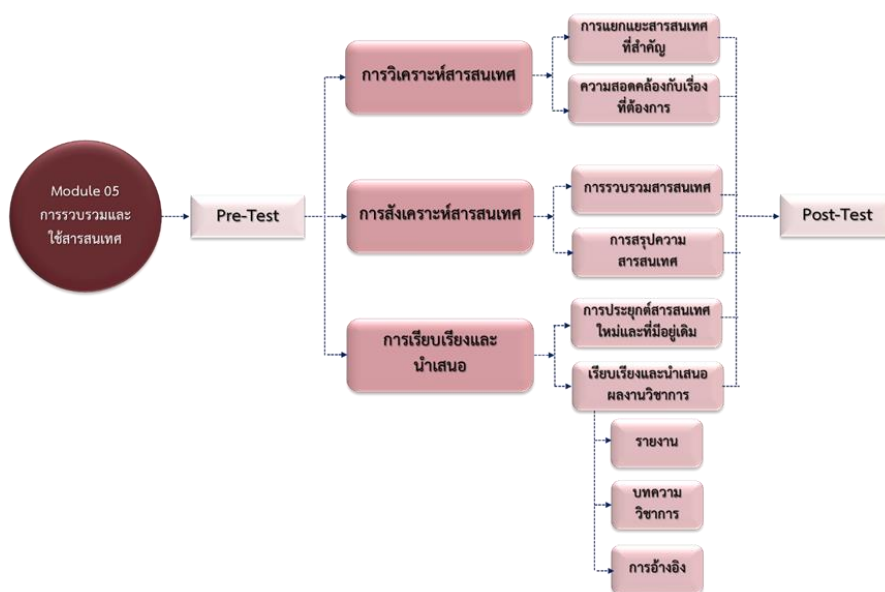 Module 05
การรวบรวมและ
ใช้สารสนเทศ
Pre-Test
การวิเคราะห์สารสนเทศ
การแยกแยะสารสนเทศ
ที่สำคัญ
ความสอดคล้องกับเรื่อง
ที่ต้องการ
การสังเคราะห์สารสนเทศ
การรวบรวมสารสนเทศ
การสรุปความ
สารสนเทศ
การเรียบเรียงและ
นำเสนอ
การประยุกต์สารสนเทศ
ใหม่และที่มีอยู่เดิม
เรียบเรียงและนำเสนอ
ผลงานวิชาการ
รายงาน
บทความ
วิชาการ
การอ้างอิง
Post-Test